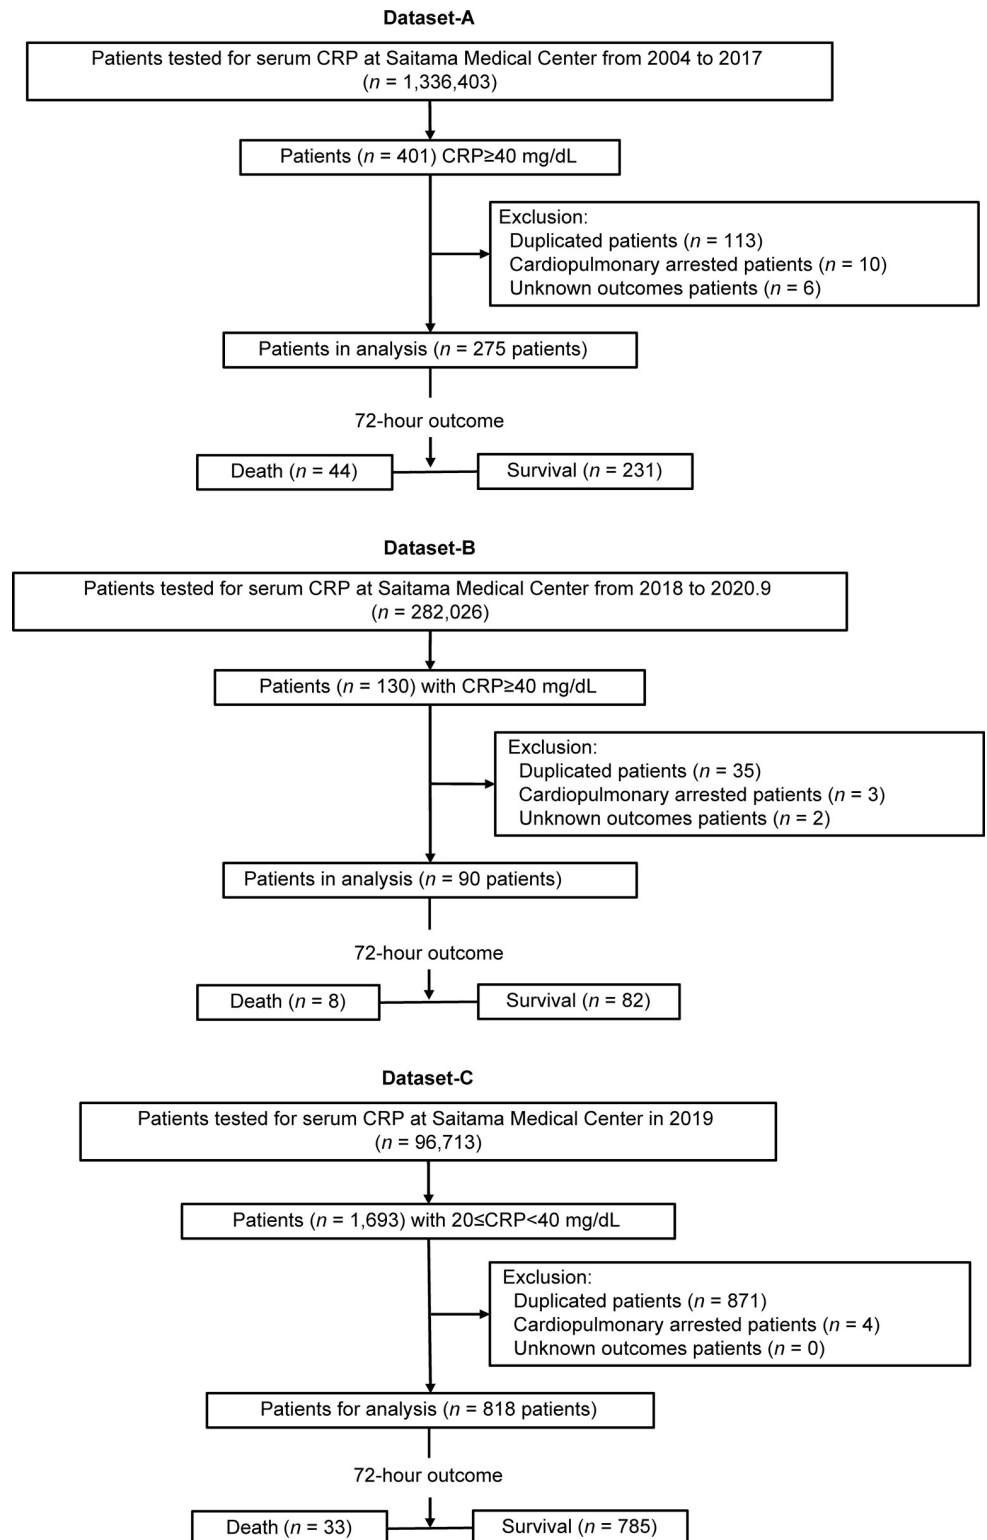 Dataset-A
Patients tested for serum CRP at Saitama Medical Center from 2004 to 2017
(n = 1,336,403)
Patients (n = 401) CRP≥40 mg/dL
Exclusion:
Duplicated patients (n = 113)
Cardiopulmonary arrested patients (n = 10)
Unknown outcomes patients (n = 6)
Patients in analysis (n = 275 patients)
72-hour outcome
Death (n = 44)
Survival (n = 231)
Dataset-B
Patients tested for serum CRP at Saitama Medical Center from 2018 to 2020.9
(n = 282,026)
Patients (n = 130) with CRP≥40 mg/dL
Exclusion:
Duplicated patients (n = 35)
Cardiopulmonary arrested patients (n = 3)
Unknown outcomes patients (n = 2)
Patients in analysis (n = 90 patients)
72-hour outcome
Death (n = 8)
Survival (n = 82)
Dataset-C
Patients tested for serum CRP at Saitama Medical Center in 2019
(n = 96,713)
Patients (n = 1,693) with 20≤CRP<40 mg/dL
Exclusion:
Duplicated patients (n = 871)
Cardiopulmonary arrested patients (n = 4)
Unknown outcomes patients (n = 0)
Patients for analysis (n = 818 patients)
72-hour outcome
Death (n = 33)
Survival (n = 785)